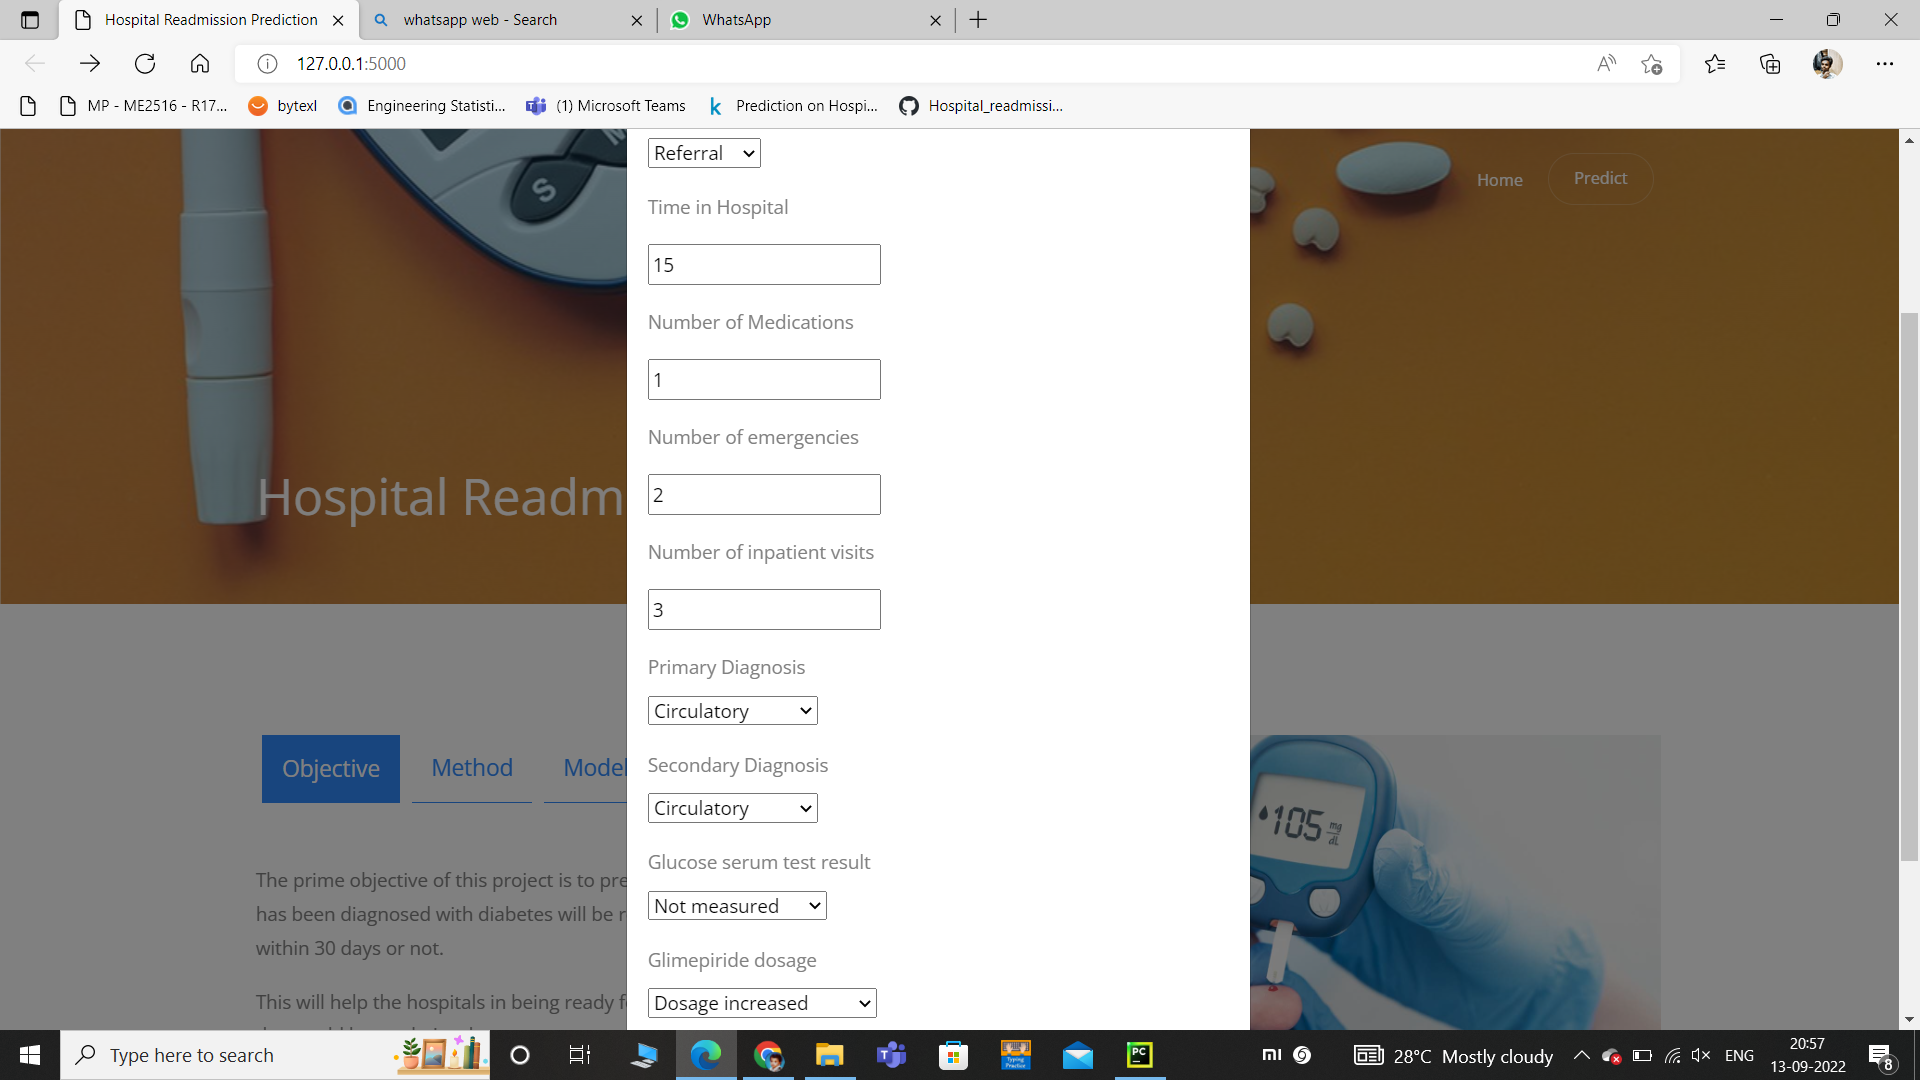 Hospital Readmission Prediction
whatsapp web - Search
WhatsApp
127.0.0.1:5000
MP - ME2516 - R17...
bytexl
Engineering Statisti...
(1) Microsoft Teams
Prediction on Hospi...
Hospital_readmissi...
Home
Predict
Referral
Time in Hospital
15
Number of Medications
1
Number of emergencies
2
Number of inpatient visits
3
Primary Diagnosis
Circulatory
Secondary Diagnosis
Circulatory
Glucose serum test result
Not measured
Glimepiride dosage
Dosage increased
S
Hospital Readm
Objective
Method
Model
The prime objective of this project is to pre
has been diagnosed with diabetes will be r
within 30 days or not.
This will help the hospitals in being ready f
105 mg
dL
Type here to search
PC
Typing
Practice
mi
28°C Mostly cloudy
ENG
20:57
13-09-2022
8